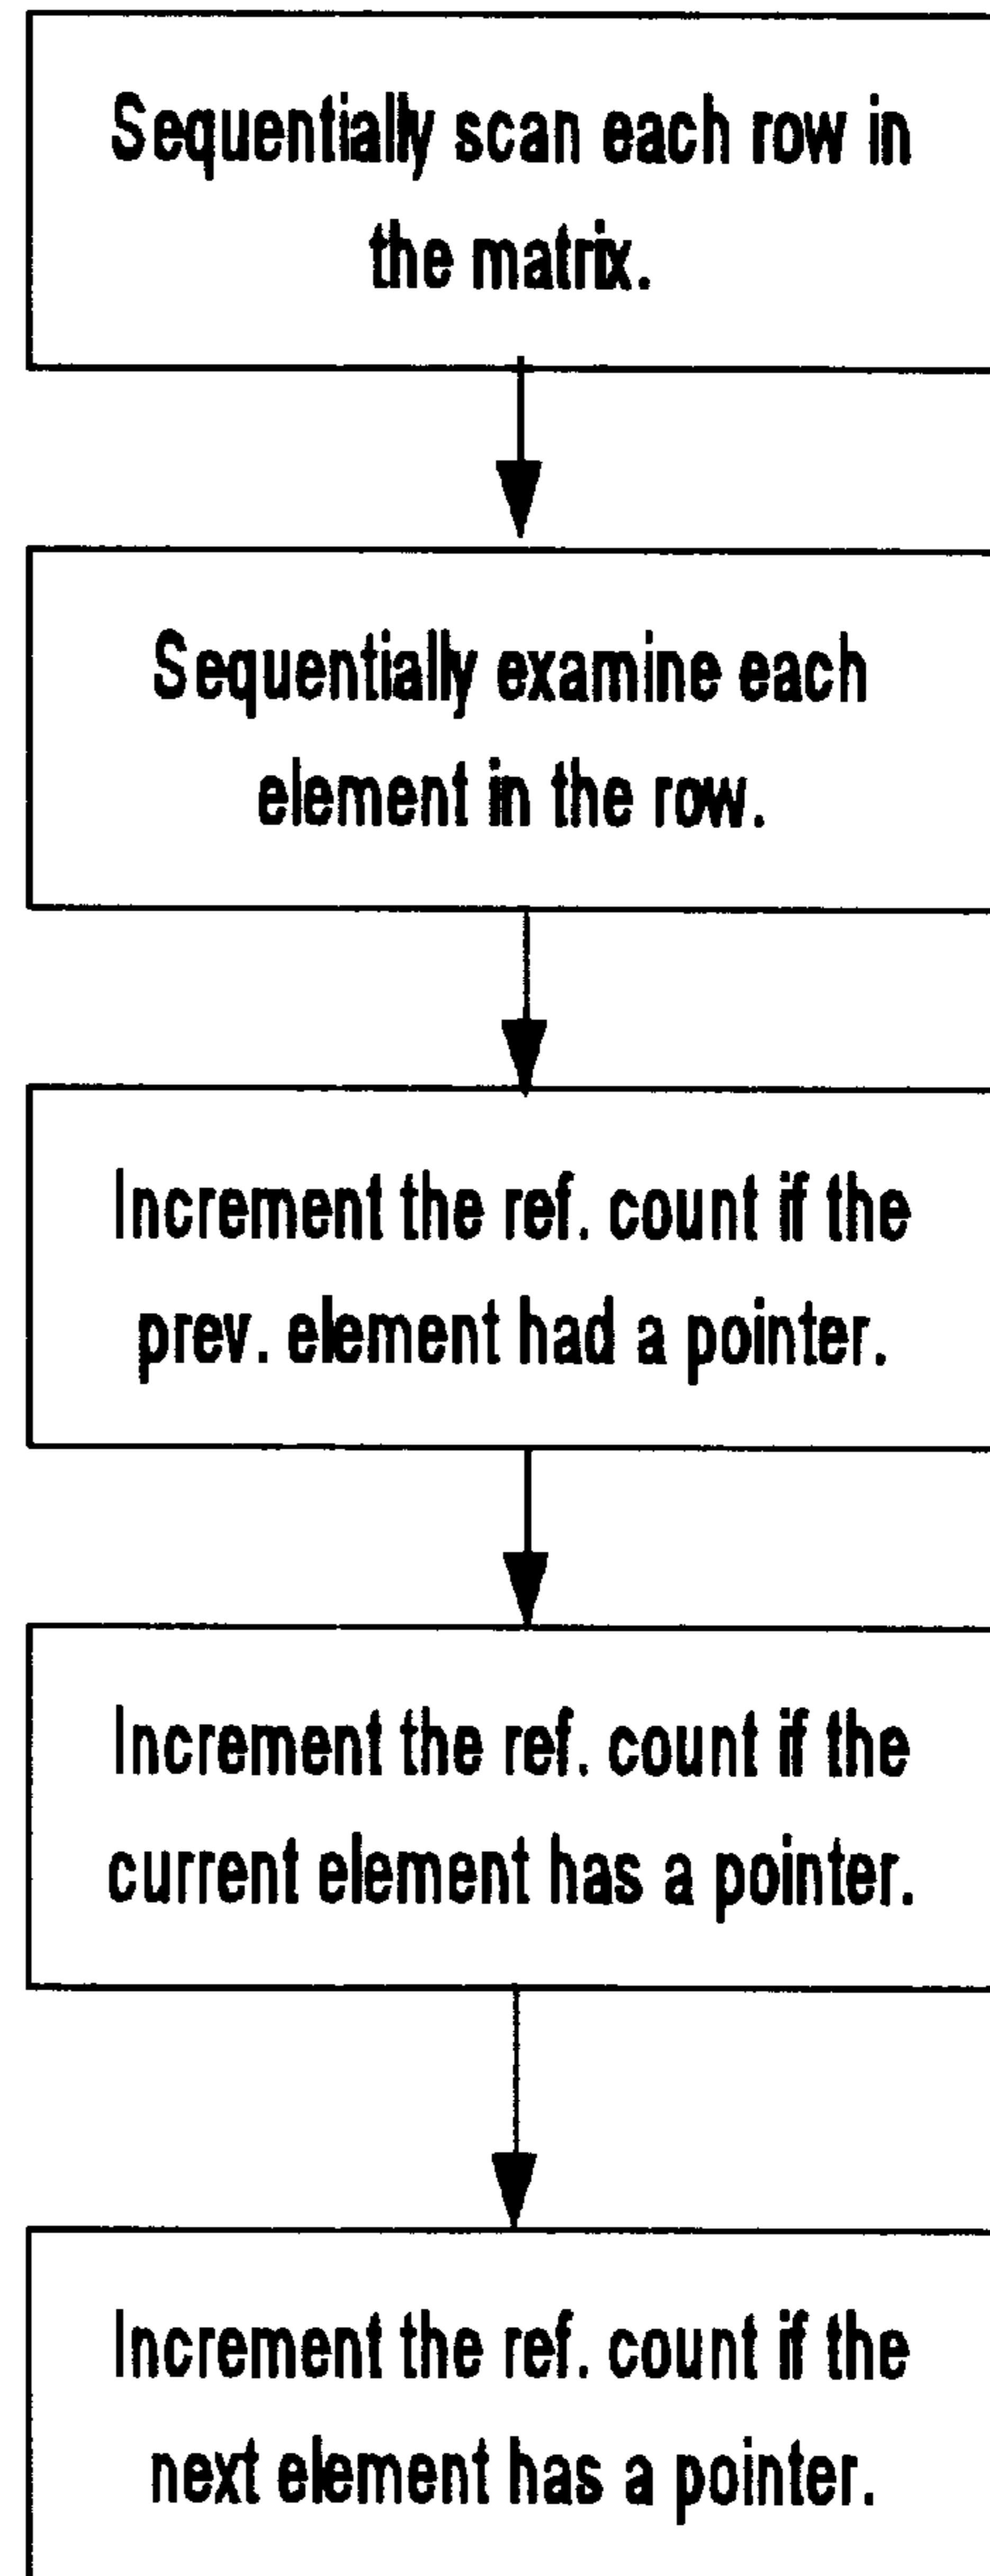 Sequentially scan each row in
the matrix.
Sequentially examine each
element in the row.
Increment the ref. count if the
prev. element had a pointer.
Increment the ref. count if the
current element has a pointer.
Increment the ref. count if the
next element has a pointer.